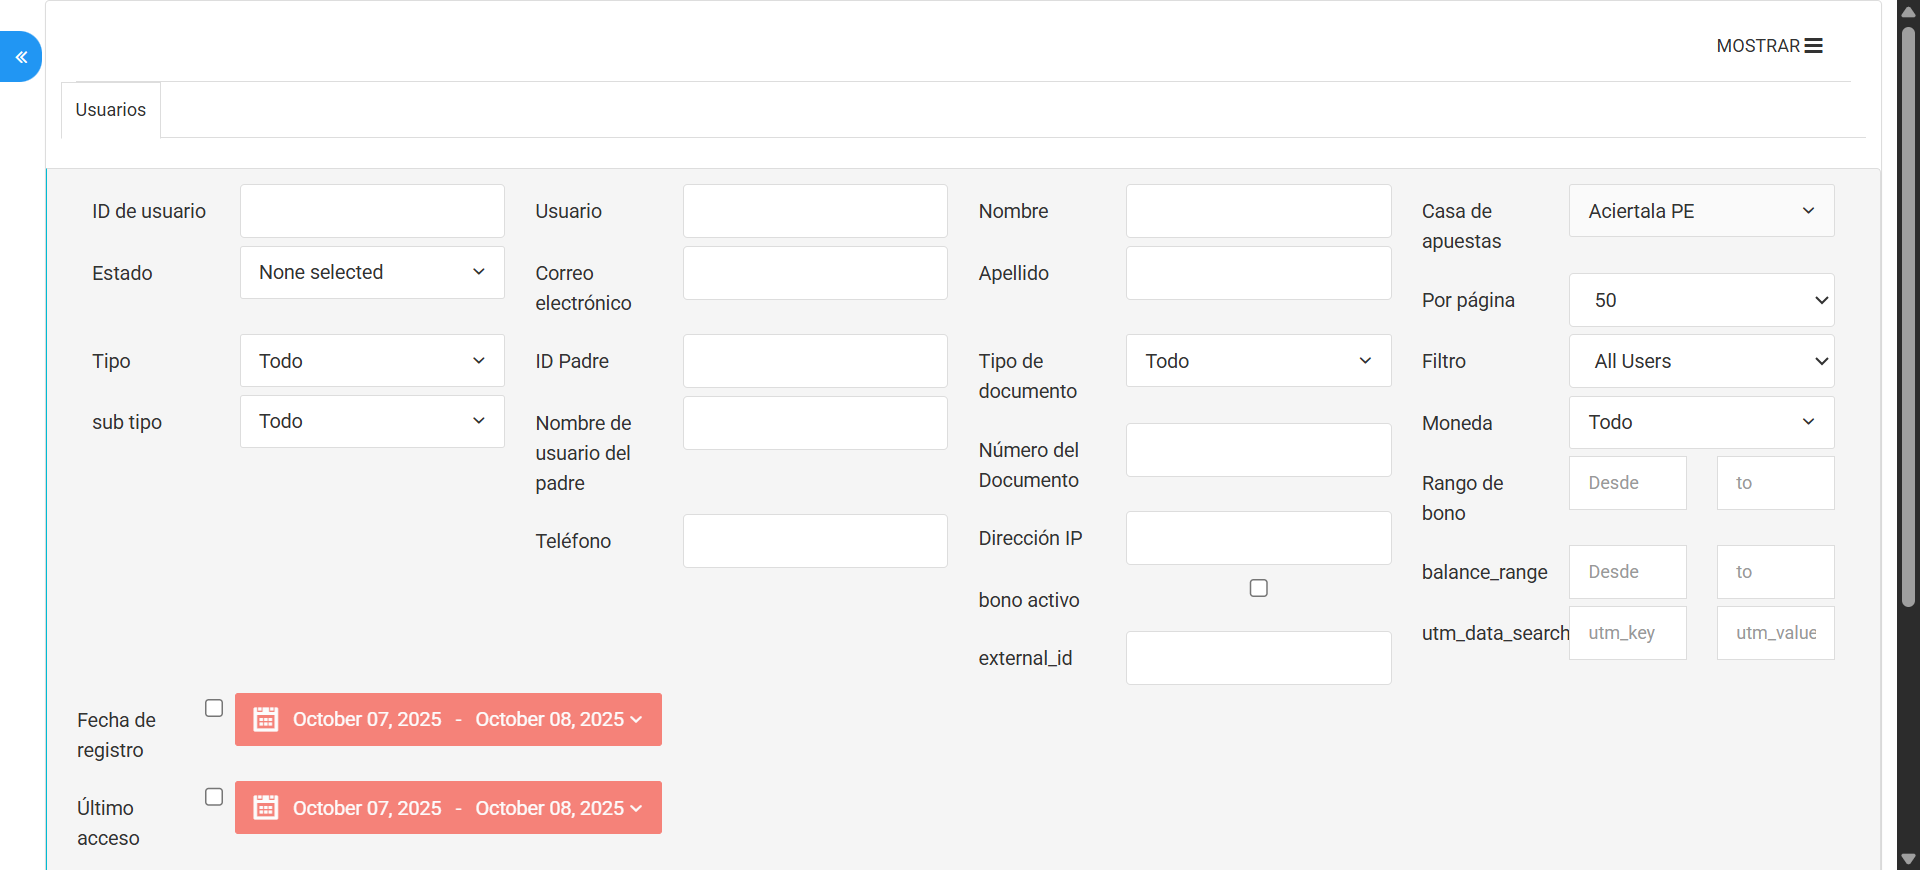 MOSTRAR
Usuarios
ID de usuario
Usuario
Nombre
Casa de
apuestas
Aciertala PE
Estado
None selected
Correo
electrónico
Apellido
Por página
50
Tipo
Todo
ID Padre
Tipo de
documento
Todo
Filtro
All Users
sub tipo
Todo
Nombre de
usuario del
padre
Número del
Documento
Moneda
Todo
Rango de
bono
Desde
to
Teléfono
Dirección IP
balance_range
Desde
to
bono activo
utm_data_search
utm_key
utm_value
external_id
Fecha de
registro
October 07, 2025 - October 08, 2025
Último
acceso
October 07, 2025 - October 08, 2025